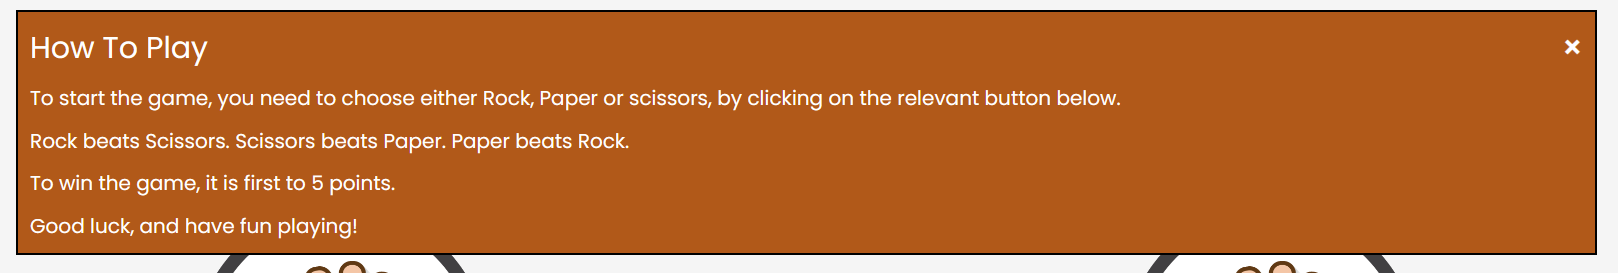 How To Play
To start the game, you need to choose either Rock, Paper or scissors, by clicking on the relevant button below.
Rock beats Scissors. Scissors beats Paper. Paper beats Rock.
To win the game, it is first to 5 points.
Good luck, and have fun playing!